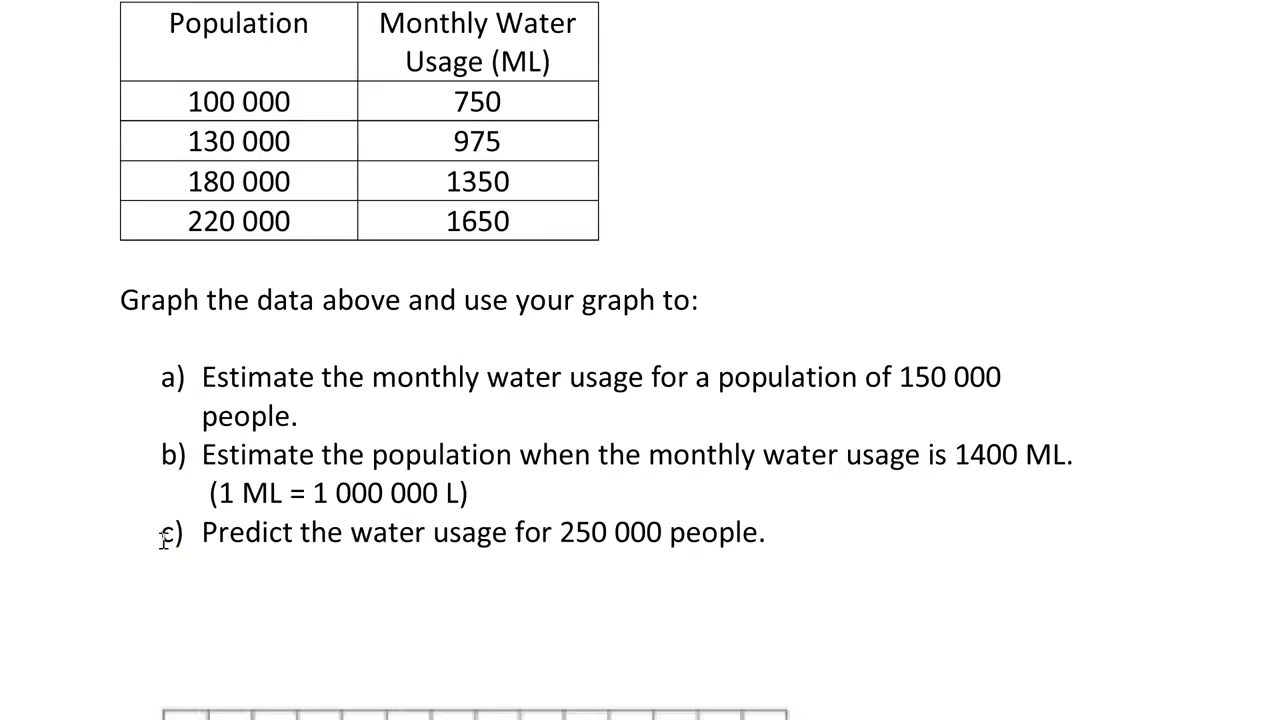 Population Monthly Water
Usage (ML)
100 000 750
130 000 975
180 000 1350
220 000 1650
Graph the data above and use your graph to:
a) Estimate the monthly water usage for a population of 150 000
people.
b) Estimate the population when the monthly water usage is 1400 ML.
(1 ML = 1 000 000 L)
c) Predict the water usage for 250 000 people.